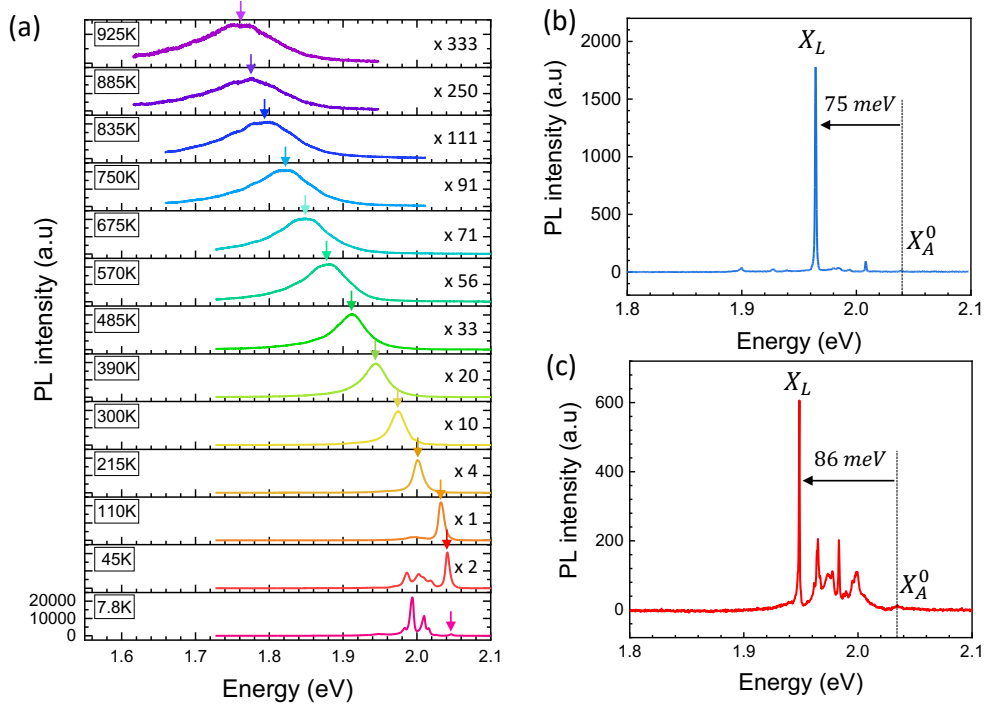 (a)
PL intensity (a.u)
925K
x 333
885K
x 250
835K
x 111
750K
x 91
675K
x 71
570K
x 56
485K
x 33
390K
x 20
300K
x 10
215K
x 4
110K
x 1
45K
x 2
20000
10000
0
7.8K
1.6 1.7 1.8 1.9 2.0 2.1
Energy (eV)
(b)
PL intensity (a.u)
2000
1500
1000
500
0
X_L
75 meV
X_A^0
1.8 1.9 2.0 2.1
Energy (eV)
(c)
PL intensity (a.u)
600
400
200
0
X_L
86 meV
X_A^0
1.8 1.9 2.0 2.1
Energy (eV)